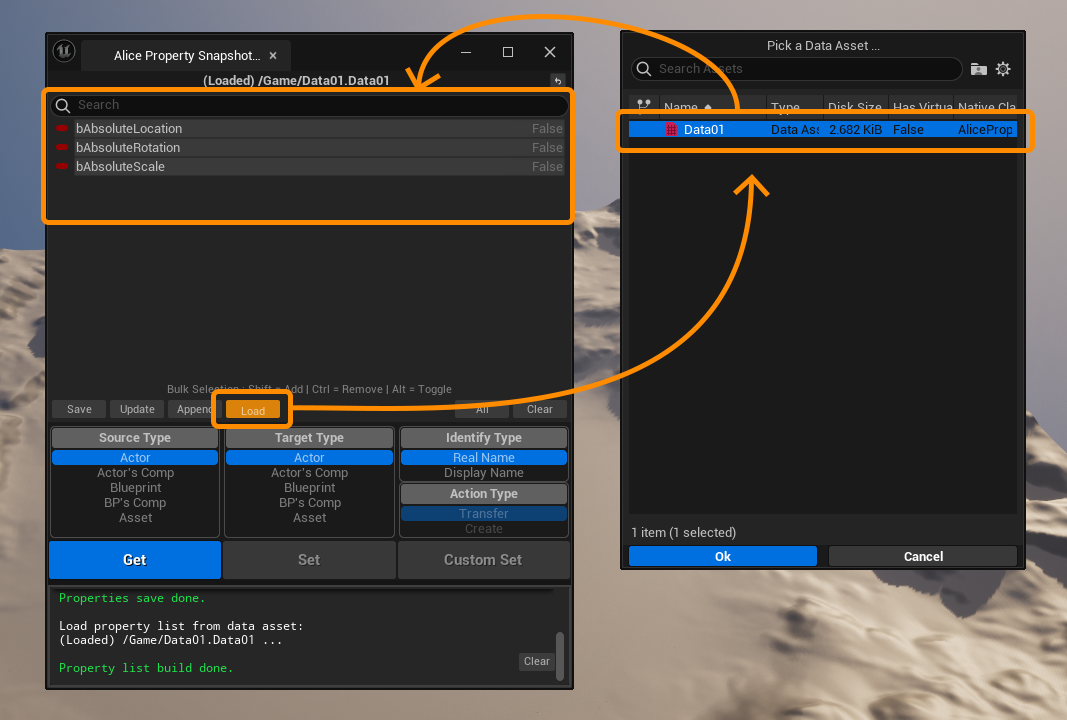 Alice Property Snapshot...
(Loaded) /Game/Data01.Data01
Search
bAbsoluteLocation False
bAbsoluteRotation False
bAbsoluteScale False
Bulk Selection : Shift = Add | Ctrl = Remove | Alt = Toggle
Save Update Append Load All Clear
Source Type Target Type Identify Type
Actor Actor Real Name
Actor's Comp Actor's Comp Display Name
Blueprint Blueprint
Action Type
BP's Comp BP's Comp Transfer
Asset Asset Create
Get Set Custom Set
Properties save done.
Load property list from data asset:
(Loaded) /Game/Data01.Data01 ...
Property list build done.
Clear
Pick a Data Asset ...
Search Assets
Name Type Disk Size Has Virtua Native Cla
Data01 Data Ass 2.682 KiB False AliceProp
1 item (1 selected)
Ok Cancel